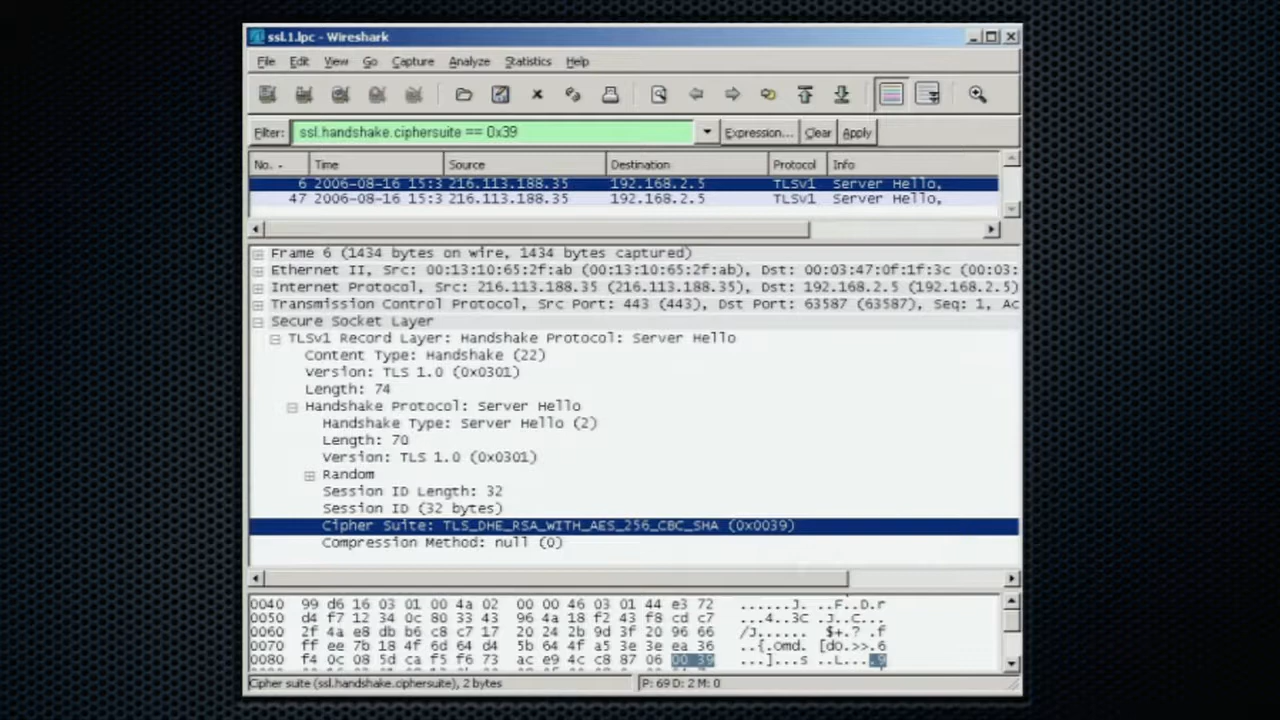 ssl.1.lpc - Wireshark
File Edit View Go Capture Analyze Statistics Help
Filter: ssl.handshake.ciphersuite == 0x39 Expression... Clear Apply
No. . Time Source Destination Protocol Info
6 2006-08-16 15:3 216.113.188.35 192.168.2.5 TLSv1 Server Hello,
47 2006-08-16 15:3 216.113.188.35 192.168.2.5 TLSv1 Server Hello,
Frame 6 (1434 bytes on wire, 1434 bytes captured)
Ethernet II, Src: 00:13:10:65:2f:ab (00:13:10:65:2f:ab), Dst: 00:03:47:0f:1f:3c (00:03:
Internet Protocol, Src: 216.113.188.35 (216.113.188.35), Dst: 192.168.2.5 (192.168.2.5)
Transmission Control Protocol, Src Port: 443 (443), Dst Port: 63587 (63587), Seq: 1, Ac
Secure Socket Layer
TLSv1 Record Layer: Handshake Protocol: Server Hello
Content Type: Handshake (22)
Version: TLS 1.0 (0x0301)
Length: 74
Handshake Protocol: Server Hello
Handshake Type: Server Hello (2)
Length: 70
Version: TLS 1.0 (0x0301)
Random
Session ID Length: 32
Session ID (32 bytes)
Cipher Suite: TLS_DHE_RSA_WITH_AES_256_CBC_SHA (0x0039)
Compression Method: null (0)
0040 99 d6 16 03 01 00 4a 02 00 00 46 03 01 44 e3 72 ......J. ..F..D.r
0050 d4 f7 12 34 0c 80 33 43 96 4a 18 f2 43 f8 cd c7 ...4..3C .J..C...
0060 2f 4a e8 db b6 c8 c7 17 20 24 2b 9d 3f 20 96 66 /J...... $+.? .f
0070 ff ee 7b 18 4f 6d 64 d4 5b 64 4f a5 3e 3e ea 36 ..{.Omd. [dO.>>.6
0080 f4 0c 08 5d ca f5 f6 73 ac e9 4c c8 87 06 00 39 ...]...s ..L....9
Cipher suite (ssl.handshake.ciphersuite), 2 bytes P: 69 D: 2 M: 0